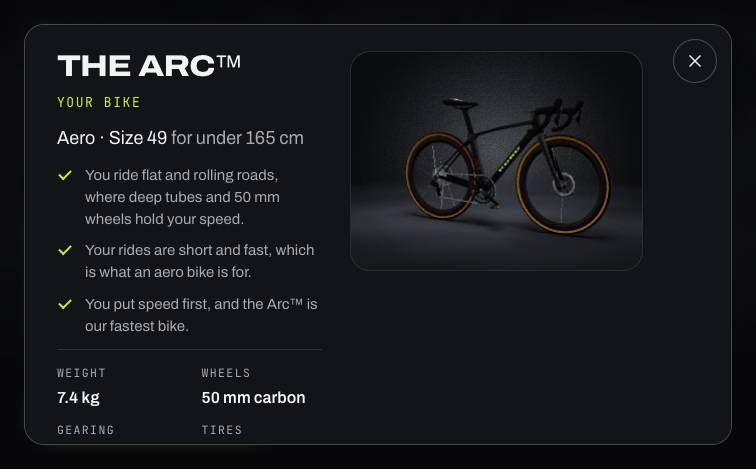 THE ARC™
YOUR BIKE
Aero · Size 49 for under 165 cm
You ride flat and rolling roads,
where deep tubes and 50 mm
wheels hold your speed.
Your rides are short and fast, which
is what an aero bike is for.
You put speed first, and the Arc™ is
our fastest bike.
WEIGHT
WHEELS
7.4 kg
50 mm carbon
GEARING
TIRES